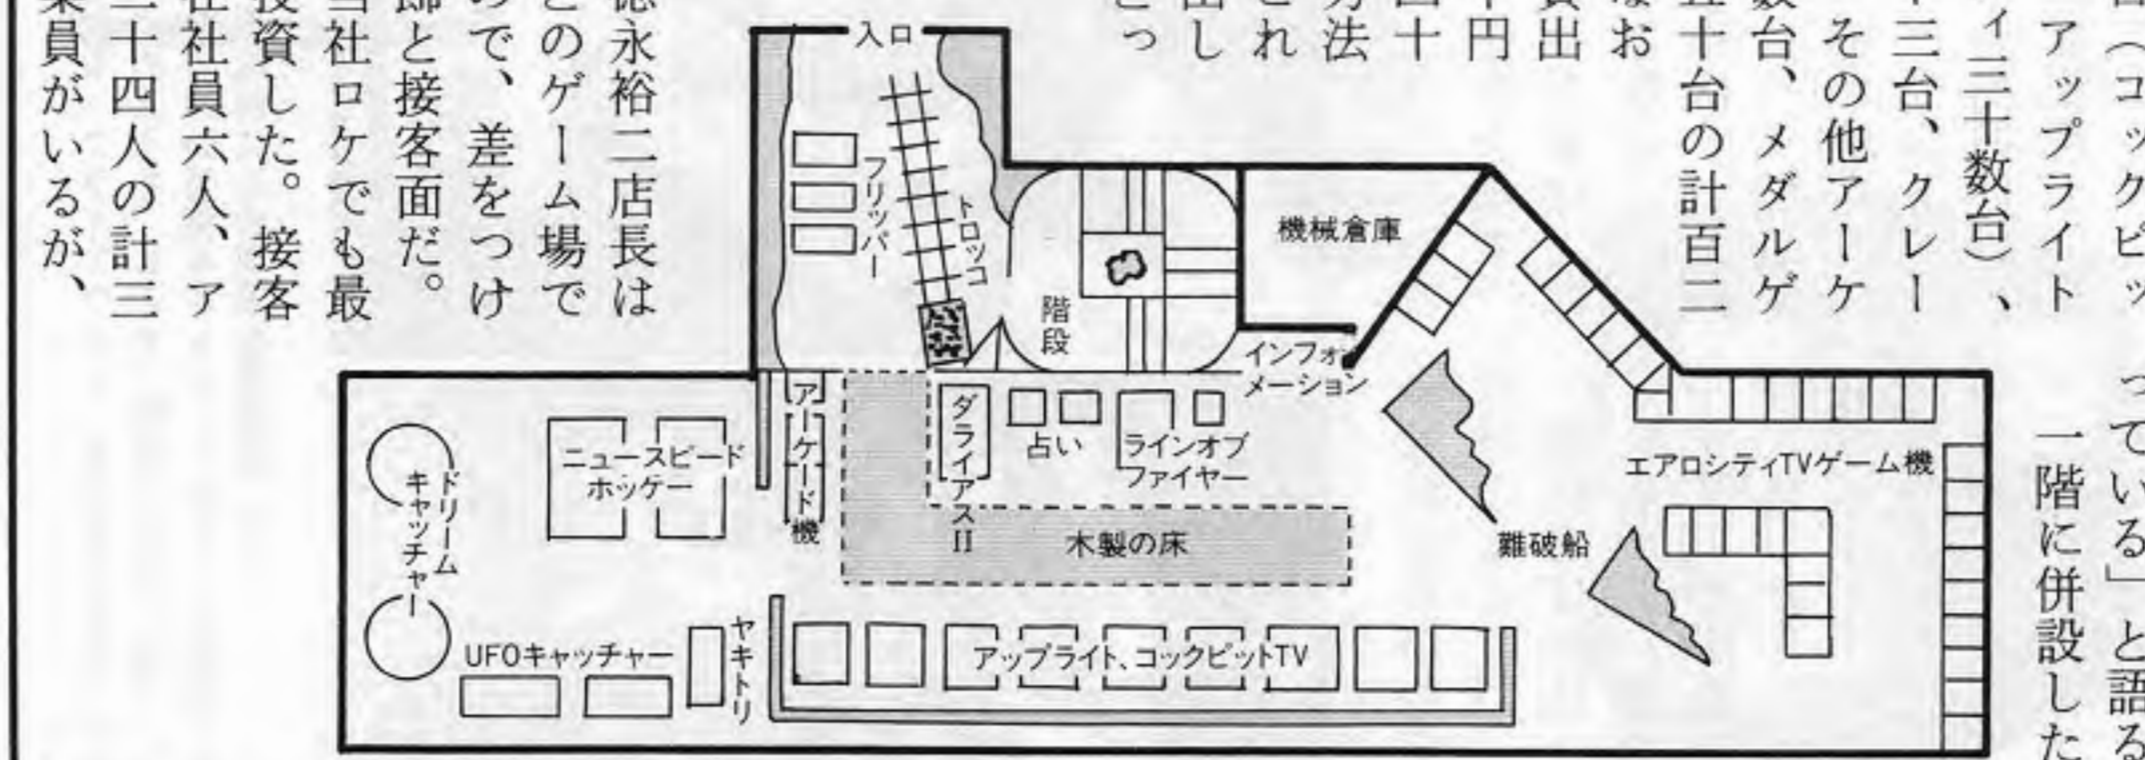 (コックピッ
アップライト
ィ三十数台)、
三台、クレー
その他アーケ
数台、メダルゲ
五十台の計百二
なお
出
円
四十
方法
れ
出し
とっ
っている」と語る
一階に併設した
徳永裕二店長は
どのゲーム場で
ので、差をつけ
飾と接客面だ。
当社ロケでも最
投資した。接客
社員六人、ア
二十四人の計三
業員がいるが、
入口
フリッパー
トロッコ
階段
機械倉庫
インフォメーション
アーケード機
ダライアスII
占い
ラインオブ
ファイヤー
木製の床
難破船
エアロシティTVゲーム機
ニュースピード
ホッケー
ドリーム
キャッチャー
UFOキャッチャー
ヤキトリ
アップライト、コックピットTV